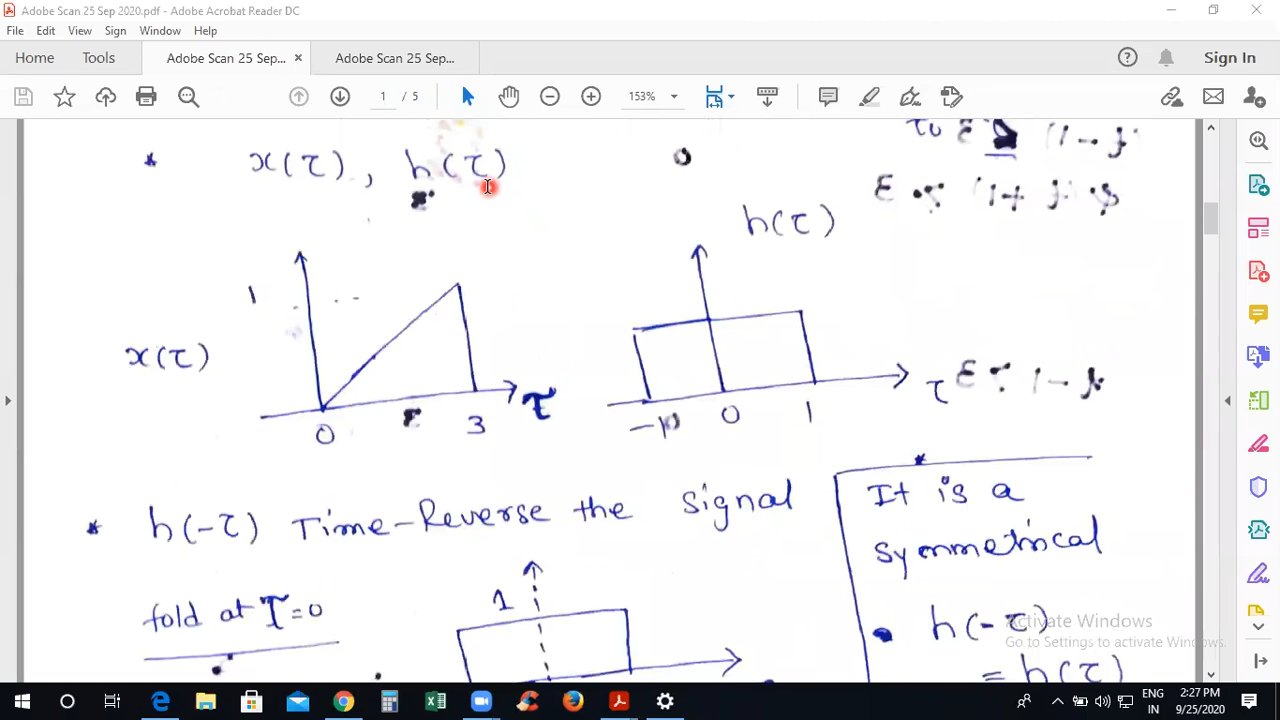 Adobe Scan 25 Sep 2020.pdf - Adobe Acrobat Reader DC
File Edit View Sign Window Help
Home Tools Adobe Scan 25 Sep... × Adobe Scan 25 Sep... Sign In
1 / 5 153%
* x(τ), h(τ)
h(τ)
1
x(τ)
0 3 τ
-1 0 1 τ
* h(-τ) Time-Reverse the signal
fold at τ=0
1
It is a
symmetrical
h(-τ)
= h(τ)
Activate Windows
Go to Settings to activate Windows.
ENG
IN
2:27 PM
9/25/2020